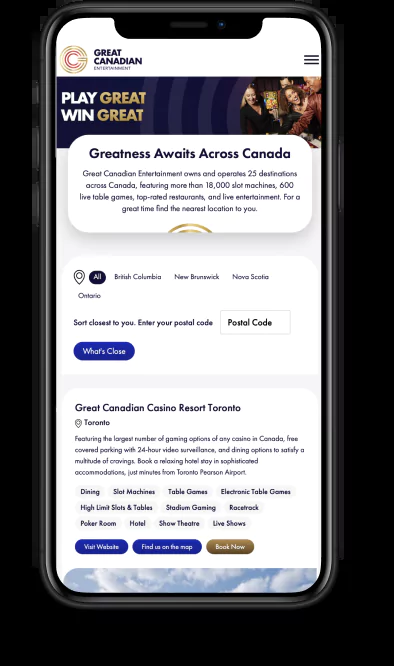 GREAT
CANADIAN
ENTERTAINMENT
PLAY GREAT
WIN GREAT
Greatness Awaits Across Canada
Great Canadian Entertainment owns and operates 25 destinations
across Canada, featuring more than 18,000 slot machines, 600
live table games, top-rated restaurants, and live entertainment. For a
great time find the nearest location to you.
All British Columbia New Brunswick Nova Scotia
Ontario
Sort closest to you. Enter your postal code Postal Code
What's Close
Great Canadian Casino Resort Toronto
Toronto
Featuring the largest number of gaming options of any casino in Canada, free
covered parking with 24-hour video surveillance, and dining options to satisfy a
multitude of cravings. Book a relaxing hotel stay in sophisticated
accommodations, just minutes from Toronto Pearson Airport.
Dining Slot Machines Table Games Electronic Table Games
High Limit Slots & Tables Stadium Gaming Racetrack
Poker Room Hotel Show Theatre Live Shows
Visit Website Find us on the map Book Now